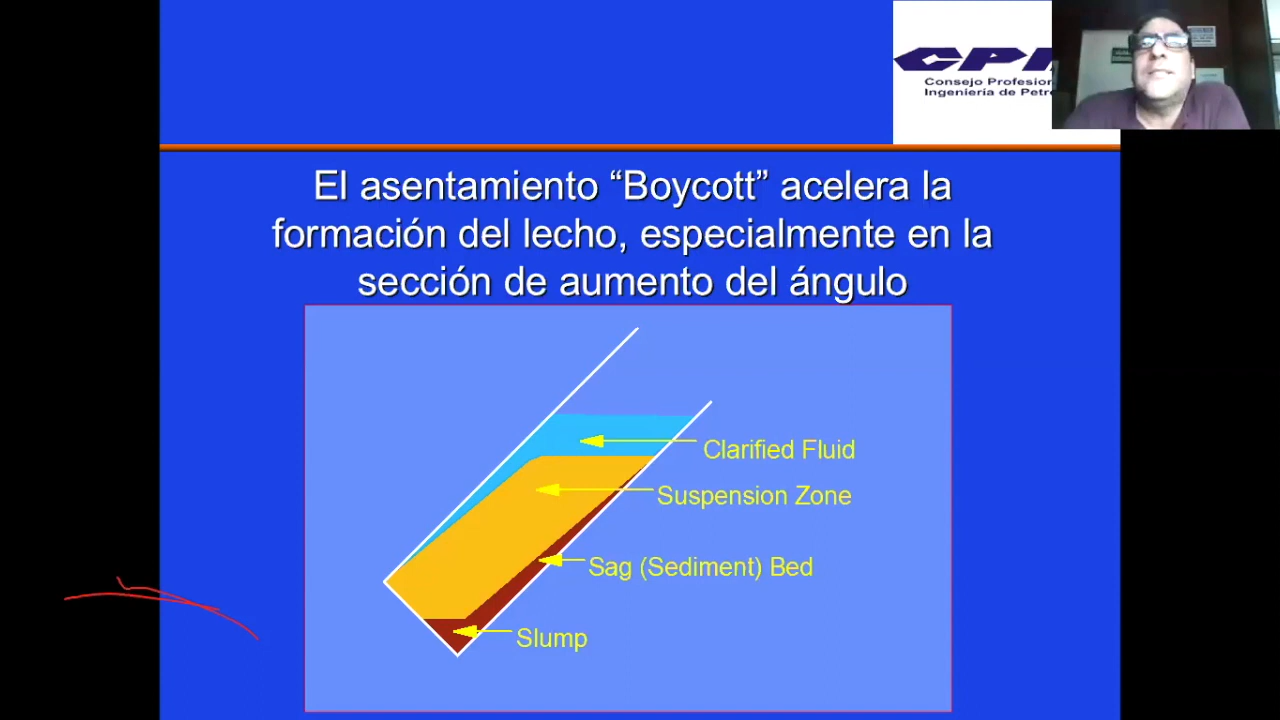 CPI
Consejo Profesion
Ingeniería de Petr
El asentamiento “Boycott” acelera la
formación del lecho, especialmente en la
sección de aumento del ángulo
Clarified Fluid
Suspension Zone
Sag (Sediment) Bed
Slump